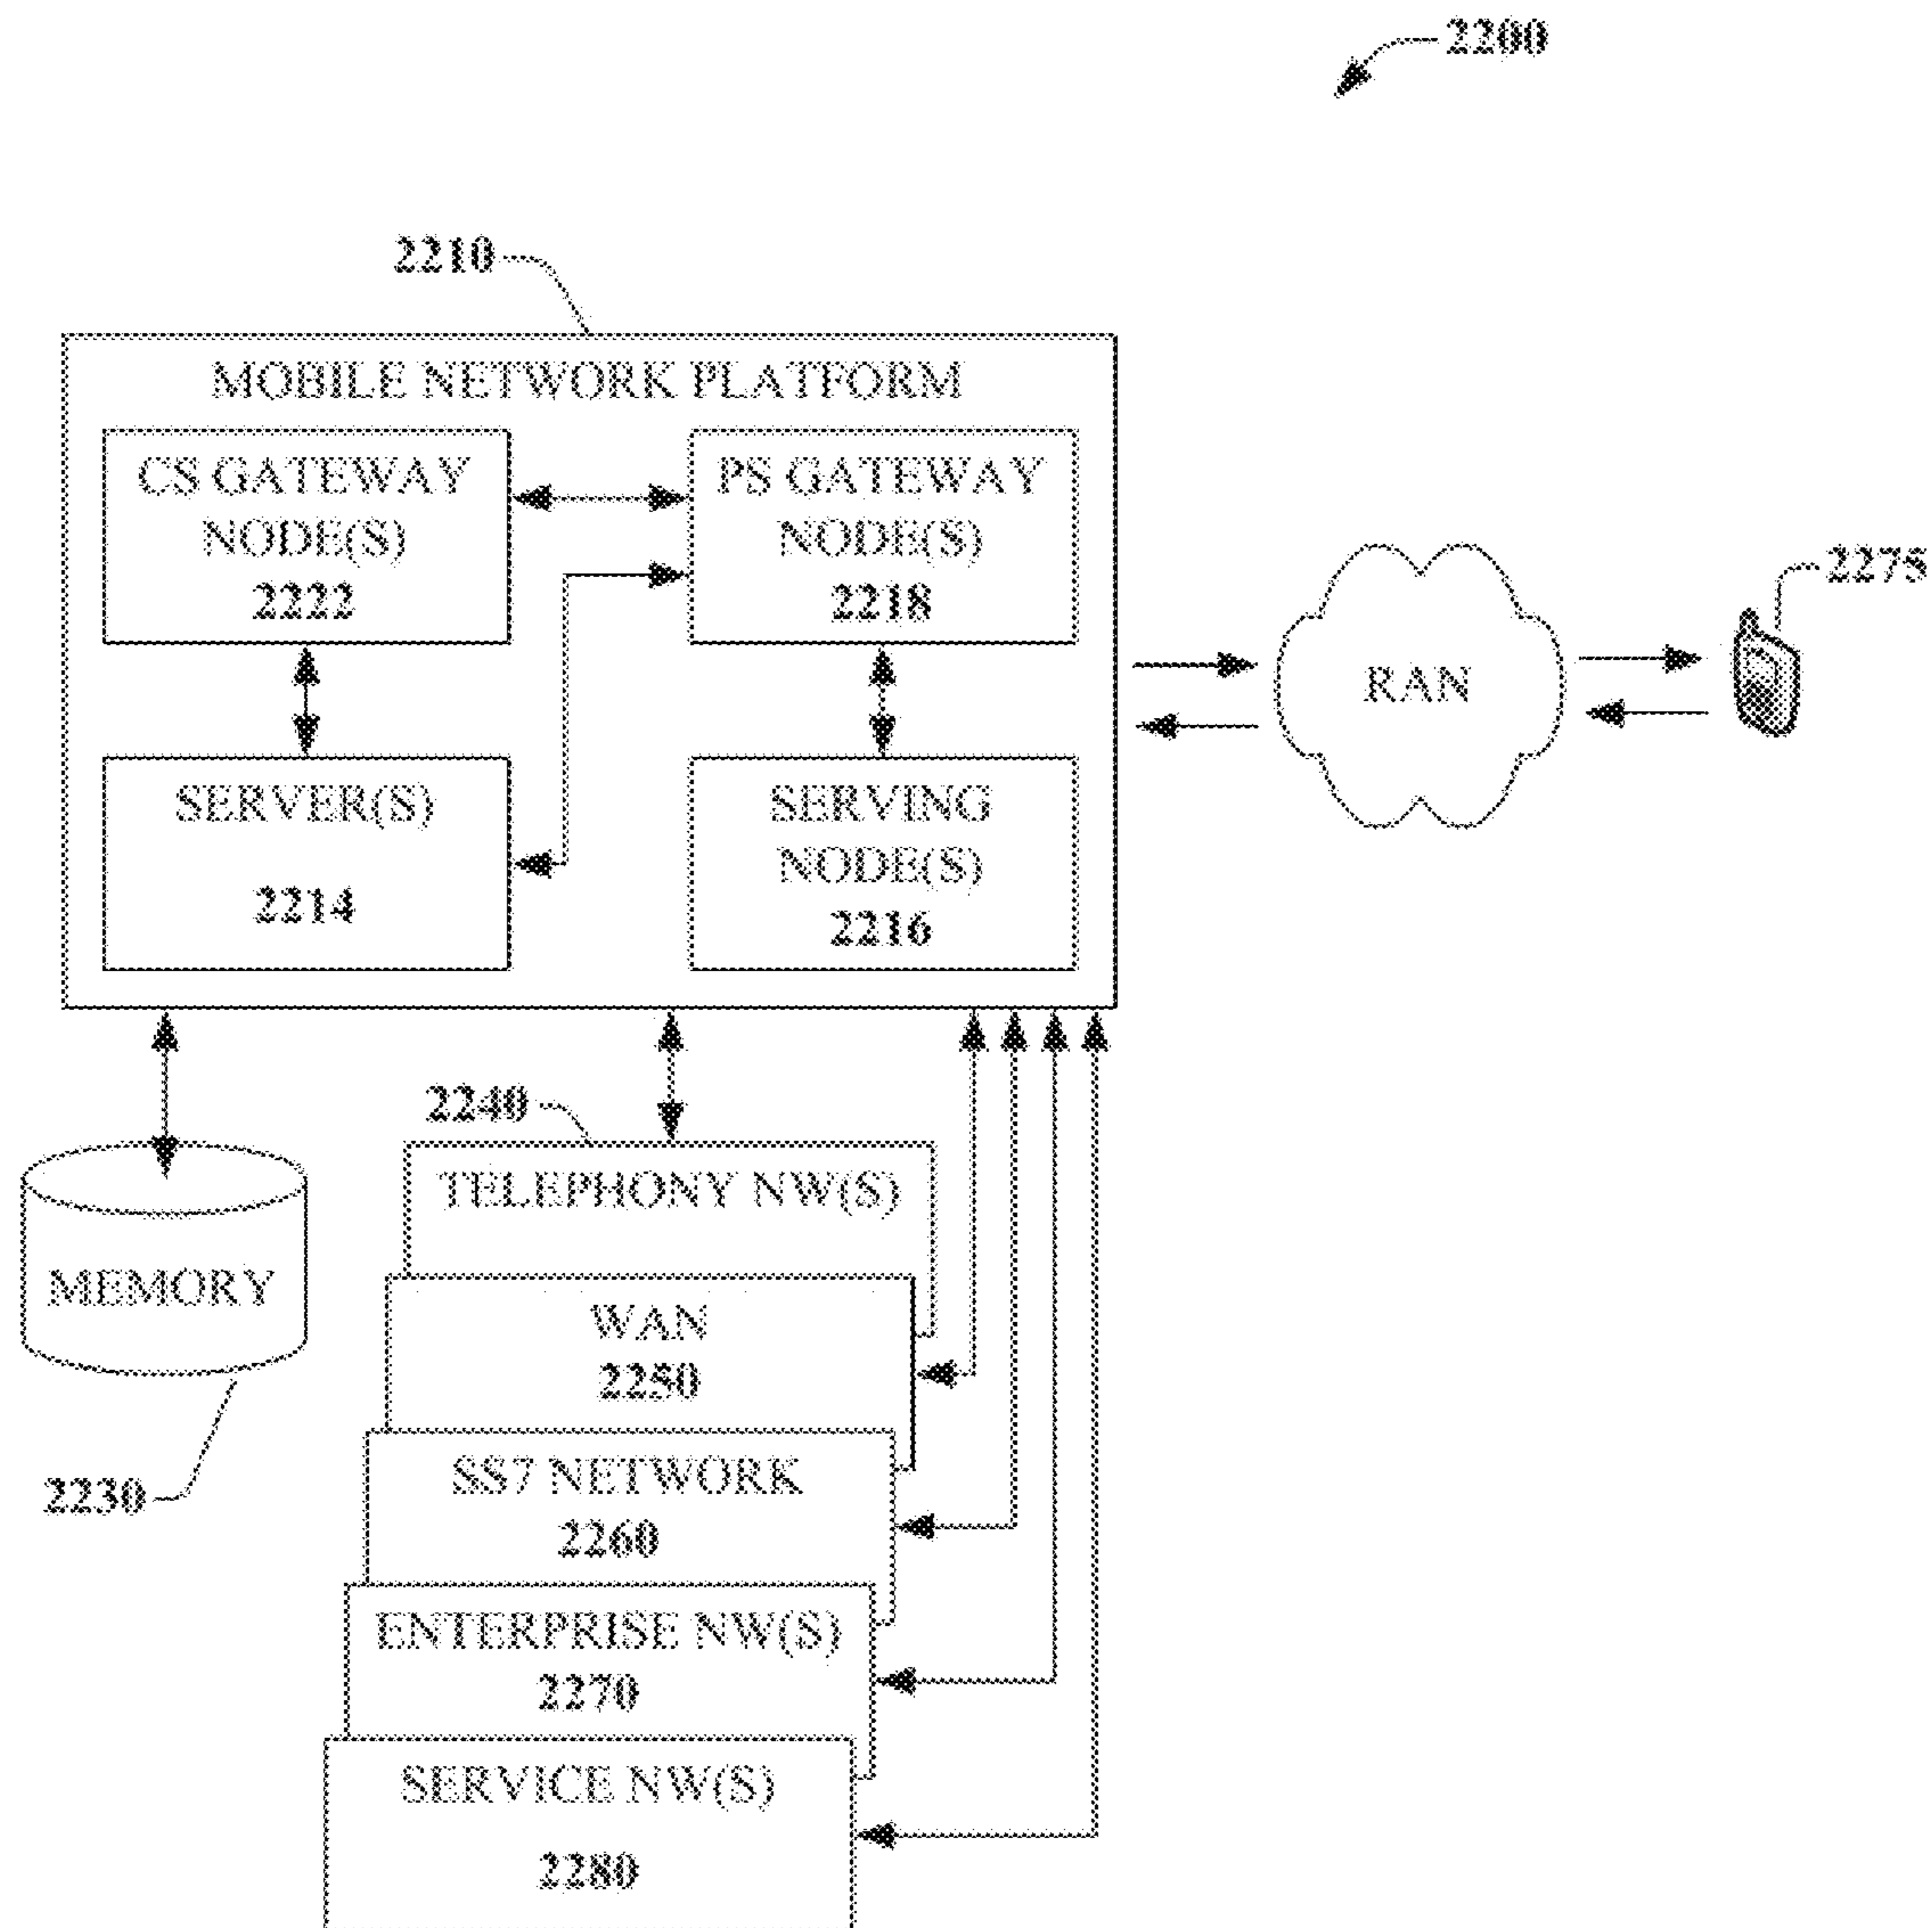 2200
2210
MOBILE NETWORK PLATFORM
CS GATEWAY
NODE(S)
2222
PS GATEWAY
NODE(S)
2218
2275
RAN
SERVER(S)
2214
SERVING
NODE(S)
2216
2240
TELEPHONY NW(S)
MEMORY
WAN
2250
2230
SS7 NETWORK
2260
ENTERPRISE NW(S)
2270
SERVICE NW(S)
2280